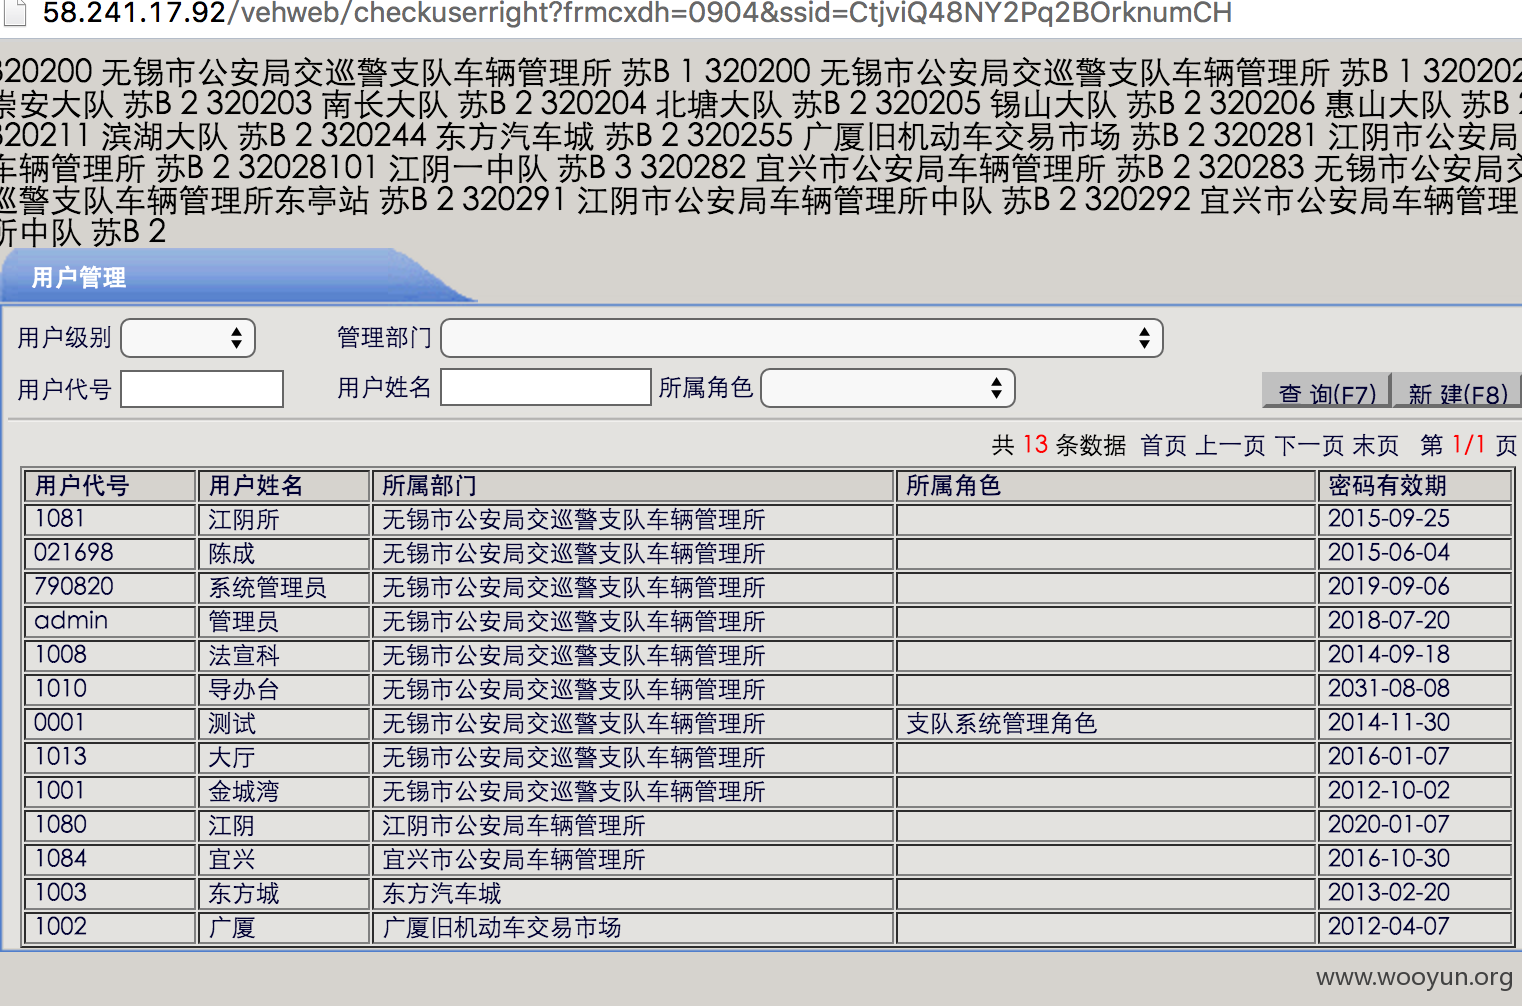 58.241.17.92/vehweb/checkuserright?frmcxdh=0904&ssid=CtjviQ48NY2Pq2BOrknumCH
320200 无锡市公安局交巡警支队车辆管理所 苏B 1 320200 无锡市公安局交巡警支队车辆管理所 苏B 1 320202
崇安大队 苏B 2 320203 南长大队 苏B 2 320204 北塘大队 苏B 2 320205 锡山大队 苏B 2 320206 惠山大队 苏B 2
320211 滨湖大队 苏B 2 320244 东方汽车城 苏B 2 320255 广厦旧机动车交易市场 苏B 2 320281 江阴市公安局
车辆管理所 苏B 2 32028101 江阴一中队 苏B 3 320282 宜兴市公安局车辆管理所 苏B 2 320283 无锡市公安局交
巡警支队车辆管理所东亭站 苏B 2 320291 江阴市公安局车辆管理所中队 苏B 2 320292 宜兴市公安局车辆管理
所中队 苏B 2
用户管理
用户级别 管理部门
用户代号 用户姓名 所属角色 查 询(F7) 新 建(F8)
共 13 条数据 首页 上一页 下一页 末页 第 1/1 页
用户代号 用户姓名 所属部门 所属角色 密码有效期
1081 江阴所 无锡市公安局交巡警支队车辆管理所 2015-09-25
021698 陈成 无锡市公安局交巡警支队车辆管理所 2015-06-04
790820 系统管理员 无锡市公安局交巡警支队车辆管理所 2019-09-06
admin 管理员 无锡市公安局交巡警支队车辆管理所 2018-07-20
1008 法宣科 无锡市公安局交巡警支队车辆管理所 2014-09-18
1010 导办台 无锡市公安局交巡警支队车辆管理所 2031-08-08
0001 测试 无锡市公安局交巡警支队车辆管理所 支队系统管理角色 2014-11-30
1013 大厅 无锡市公安局交巡警支队车辆管理所 2016-01-07
1001 金城湾 无锡市公安局交巡警支队车辆管理所 2012-10-02
1080 江阴 江阴市公安局车辆管理所 2020-01-07
1084 宜兴 宜兴市公安局车辆管理所 2016-10-30
1003 东方城 东方汽车城 2013-02-20
1002 广厦 广厦旧机动车交易市场 2012-04-07
www.wooyun.org